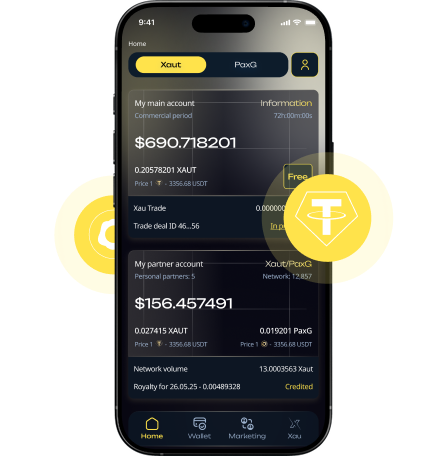 9:41
Home
Xaut PaxG
My main account Information
Commercial period 72h:00m:00s
$690.718201
0.20578201 XAUT
Price 1 - 3356.68 USDT
Free
Xau Trade 0.000000
Trade deal ID 46...56 In
My partner account Xaut/PaxG
Personal partners: 5 Network: 12.857
$156.457491
0.027415 XAUT 0.019201 PaxG
Price 1 - 3356.68 USDT Price 1 - 3356.68 USDT
Network volume 13.0003563 Xaut
Royalty for 26.05.25 - 0.00489328 Credited
Home Wallet Marketing Xau